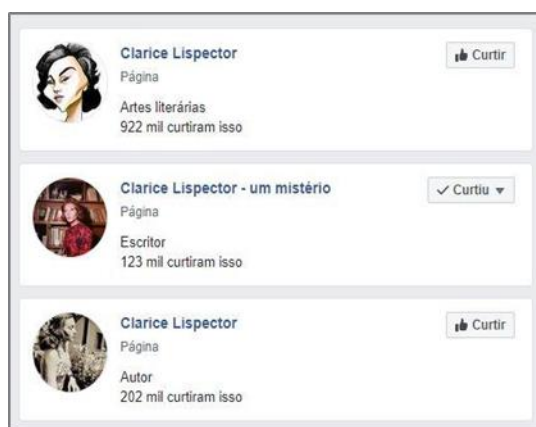 Clarice Lispector
Curtir
Página
Artes literárias
922 mil curtiram isso
Clarice Lispector - um mistério
Curtiu
Página
Escritor
123 mil curtiram isso
Clarice Lispector
Curtir
Página
Autor
202 mil curtiram isso